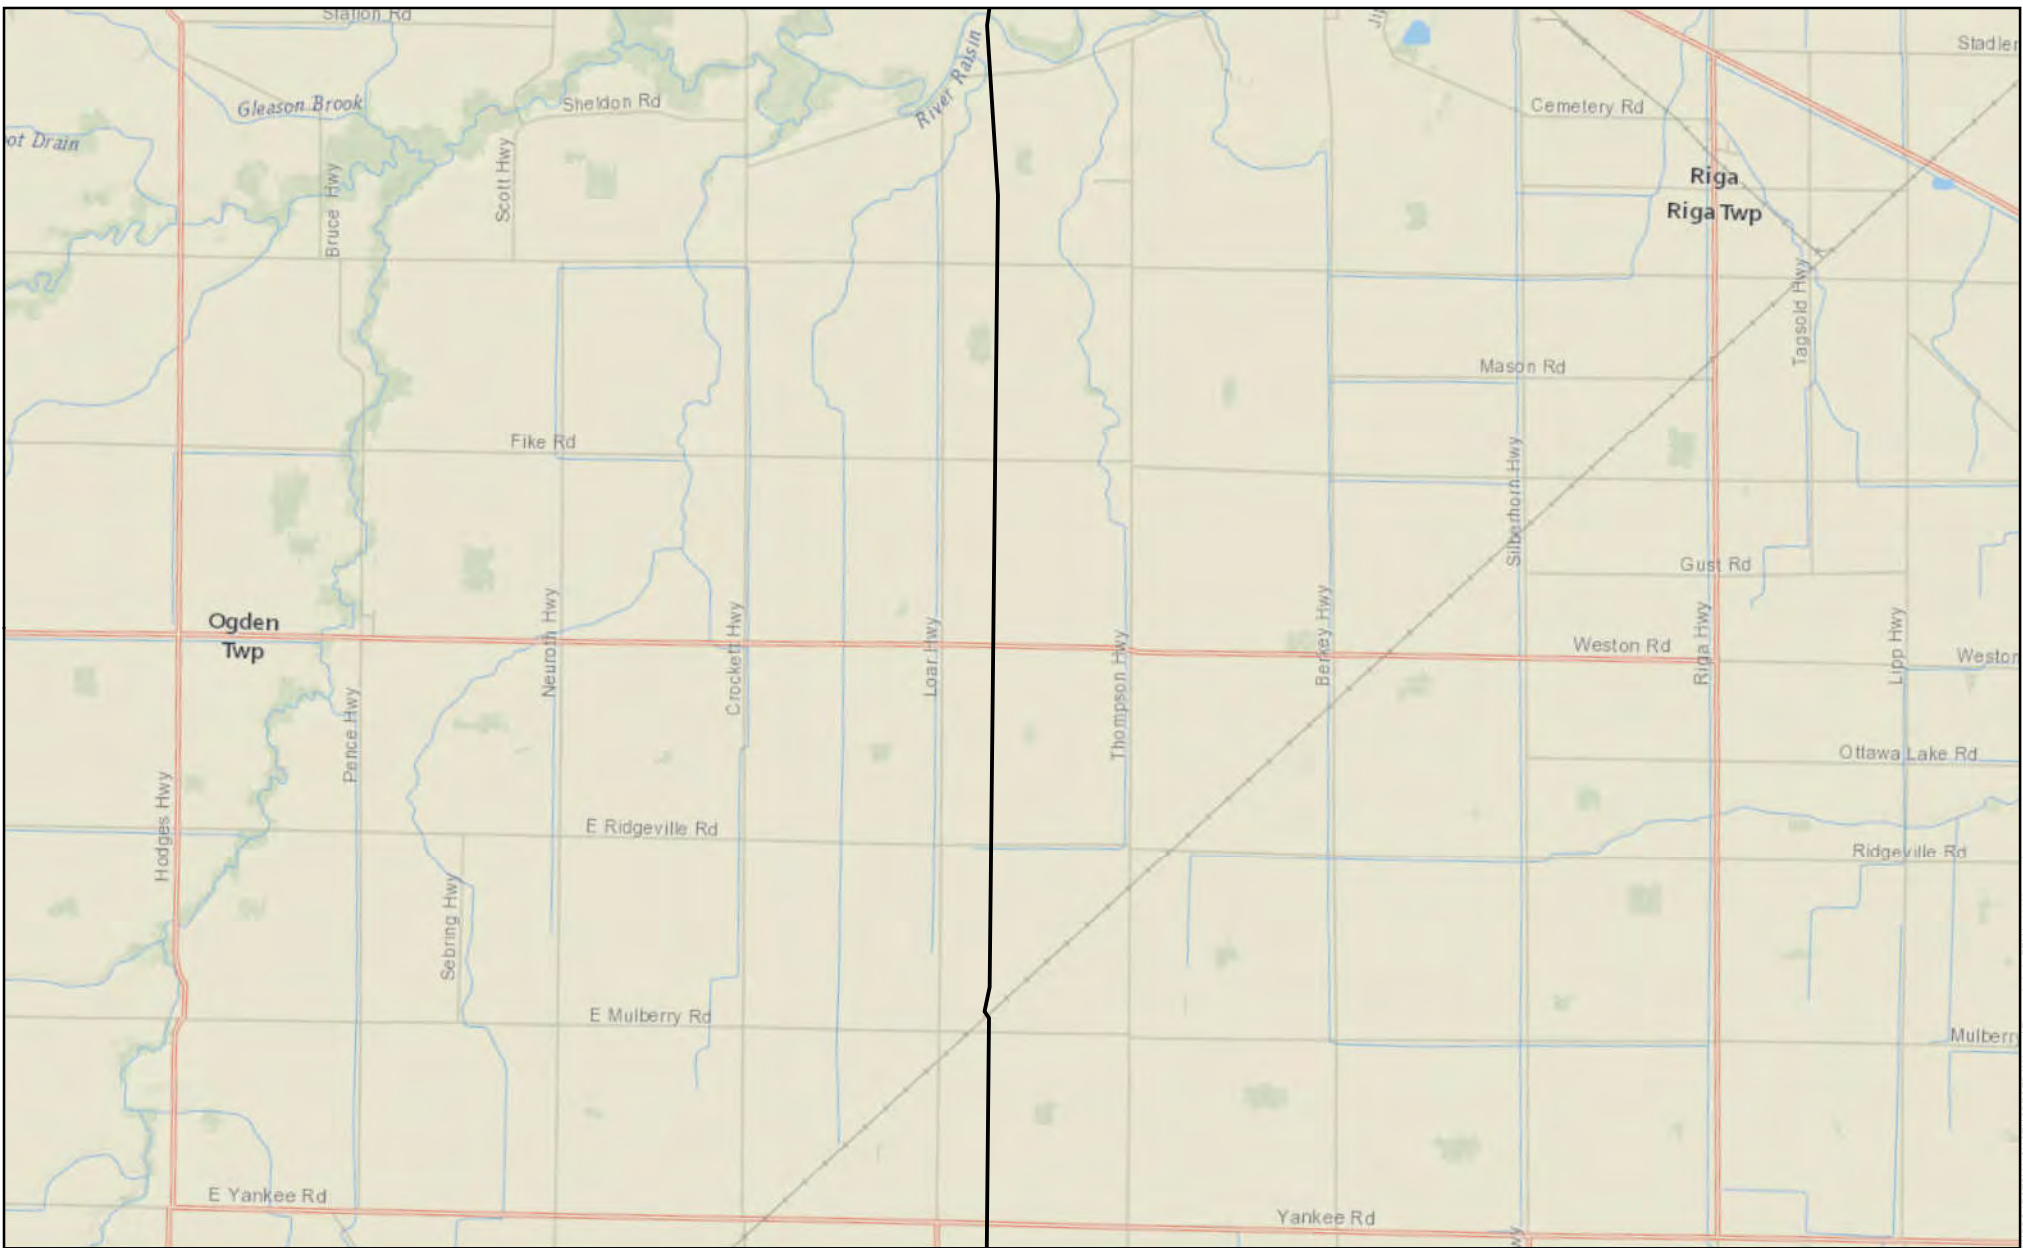 Station Rd
Stadler
Gleason Brook
Sheldon Rd
River Raisin
Cemetery Rd
ot Drain
Scott Hwy
Bruce Hwy
Riga
Riga Twp
Tagsold Hwy
Mason Rd
Fike Rd
Silberhorn Hwy
Gust Rd
Ogden
Twp
Neuroth Hwy
Crockett Hwy
Loar Hwy
Thompson Hwy
Berkey Hwy
Weston Rd
Riga Hwy
Lipp Hwy
Weston
Pence Hwy
Ottawa Lake Rd
Hodges Hwy
E Ridgeville Rd
Ridgeville Rd
Sebring Hwy
E Mulberry Rd
Mulberry
E Yankee Rd
Yankee Rd
wy